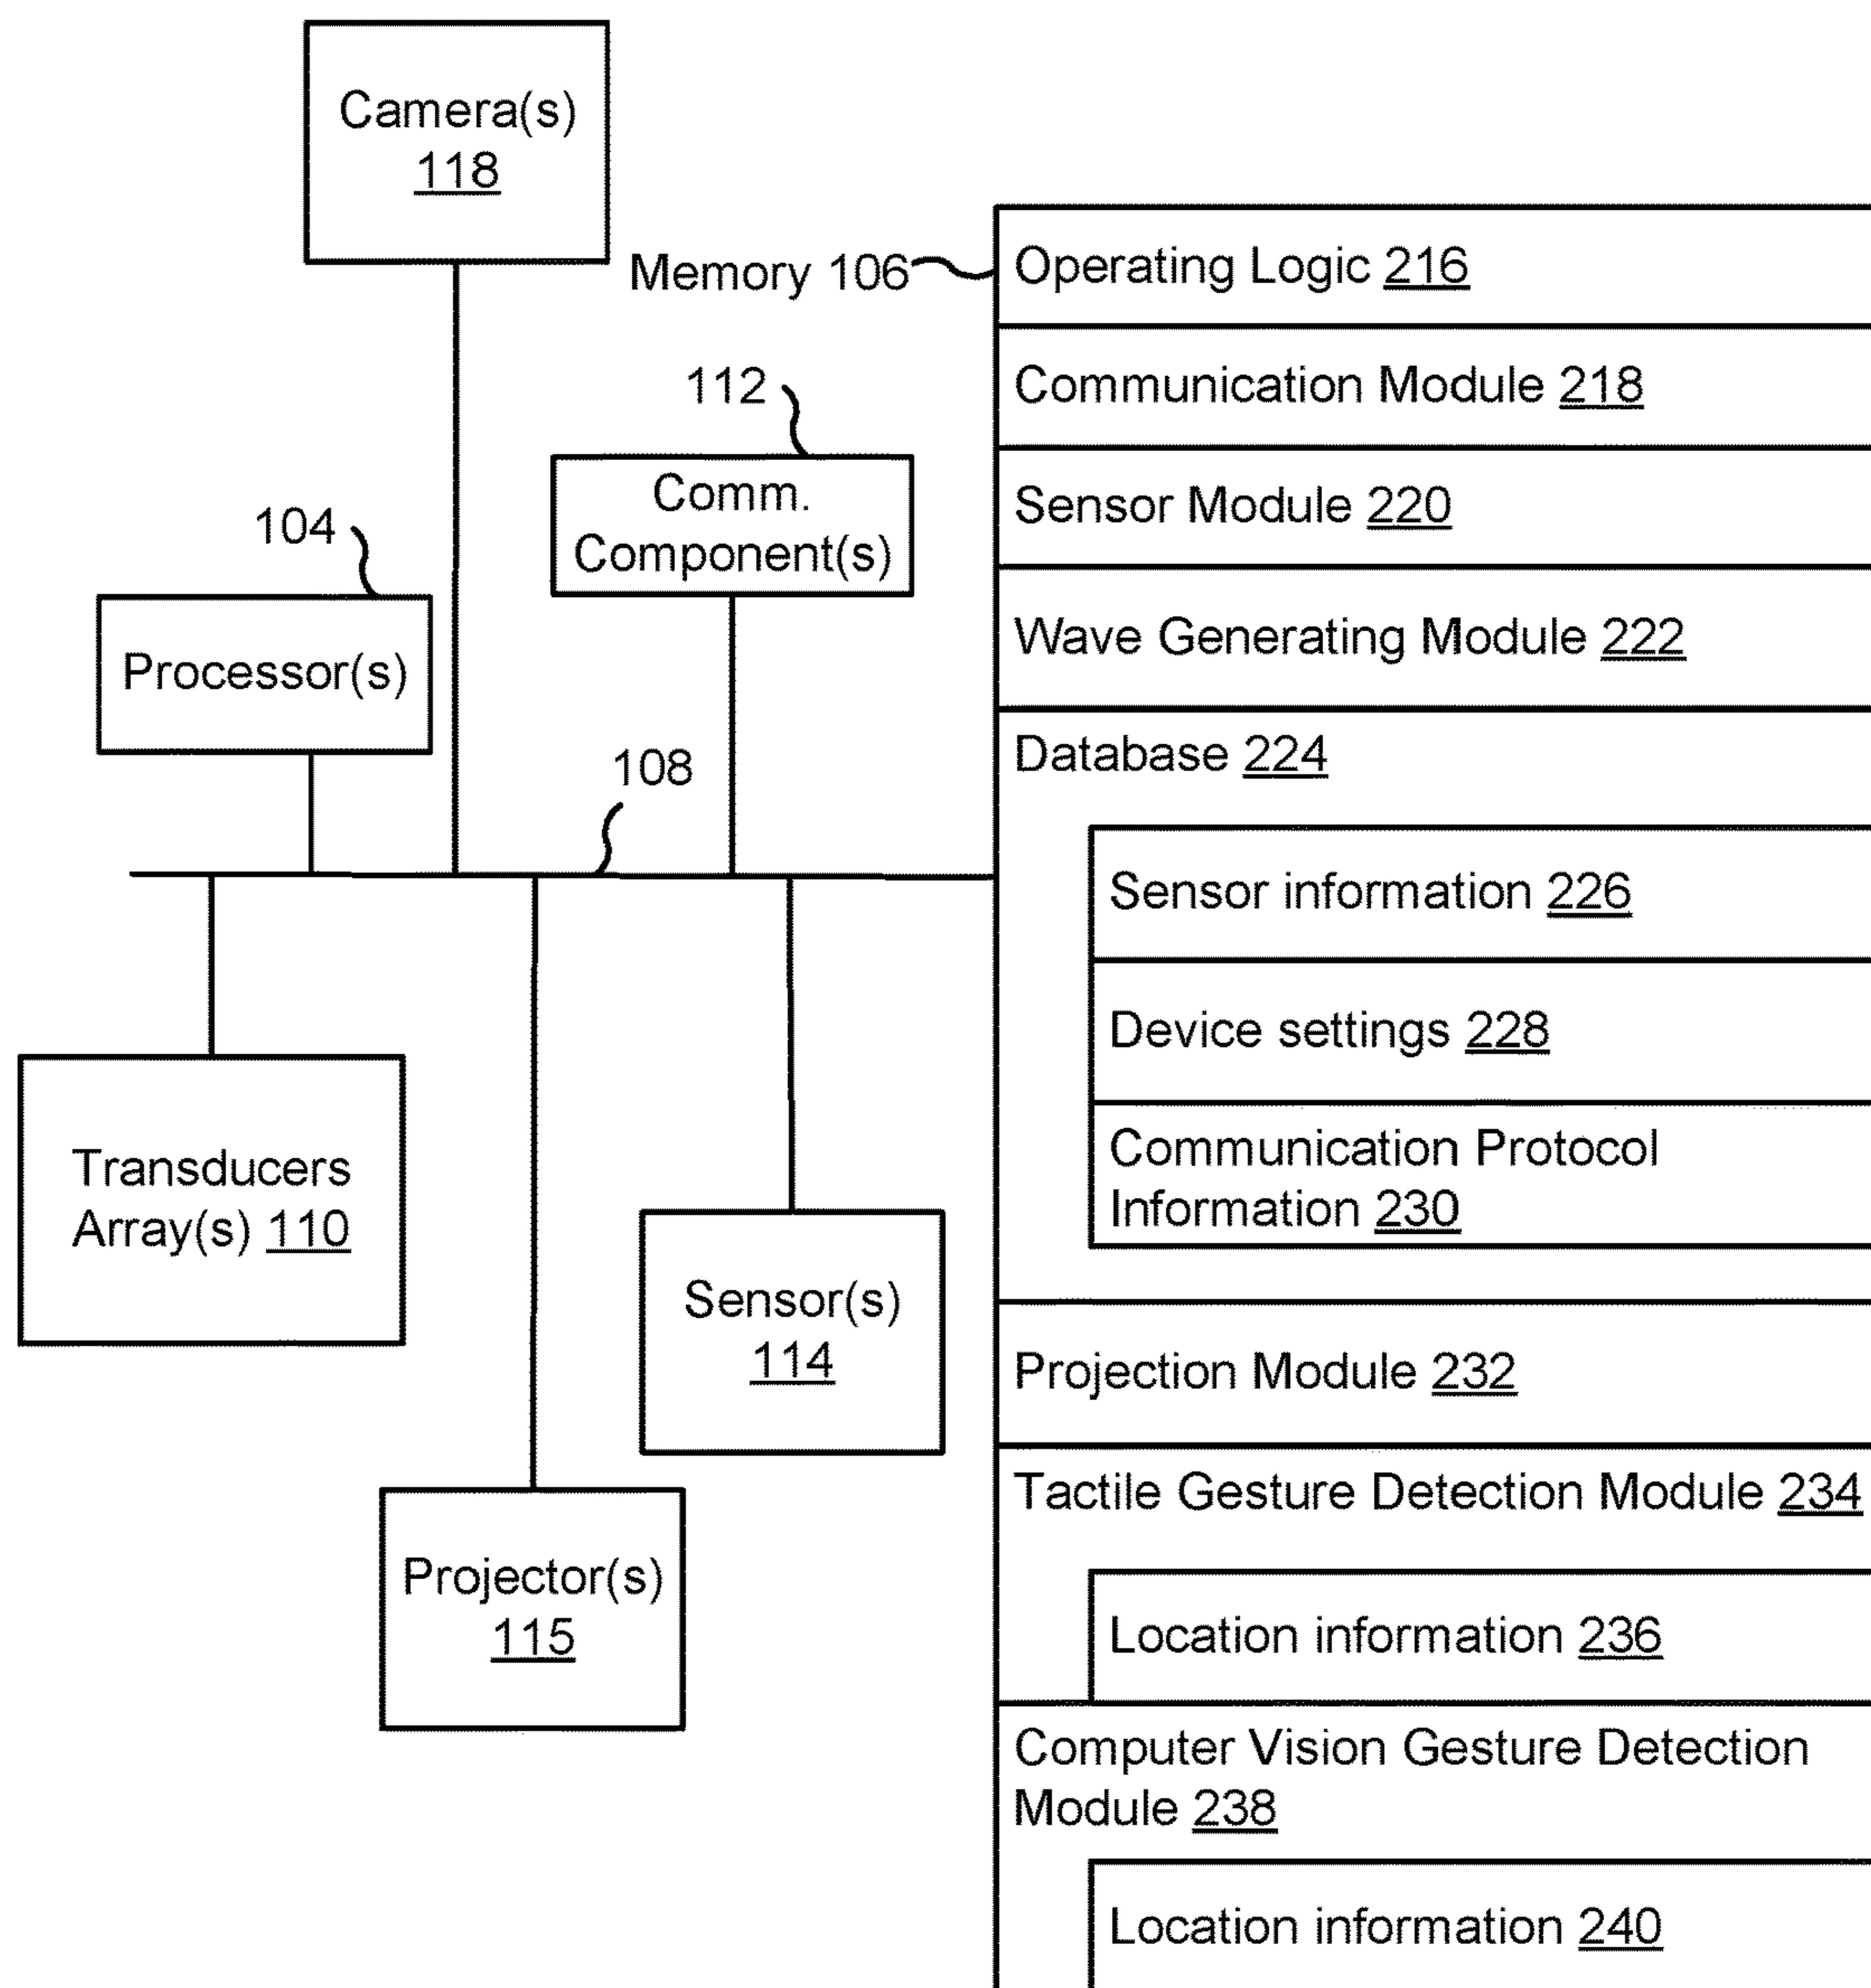 Camera(s)
118
Memory 106
112
Comm.
Component(s)
104
Processor(s)
108
Transducers
Array(s) 110
Sensor(s)
114
Projector(s)
115
Operating Logic 216
Communication Module 218
Sensor Module 220
Wave Generating Module 222
Database 224
Sensor information 226
Device settings 228
Communication Protocol
Information 230
Projection Module 232
Tactile Gesture Detection Module 234
Location information 236
Computer Vision Gesture Detection
Module 238
Location information 240